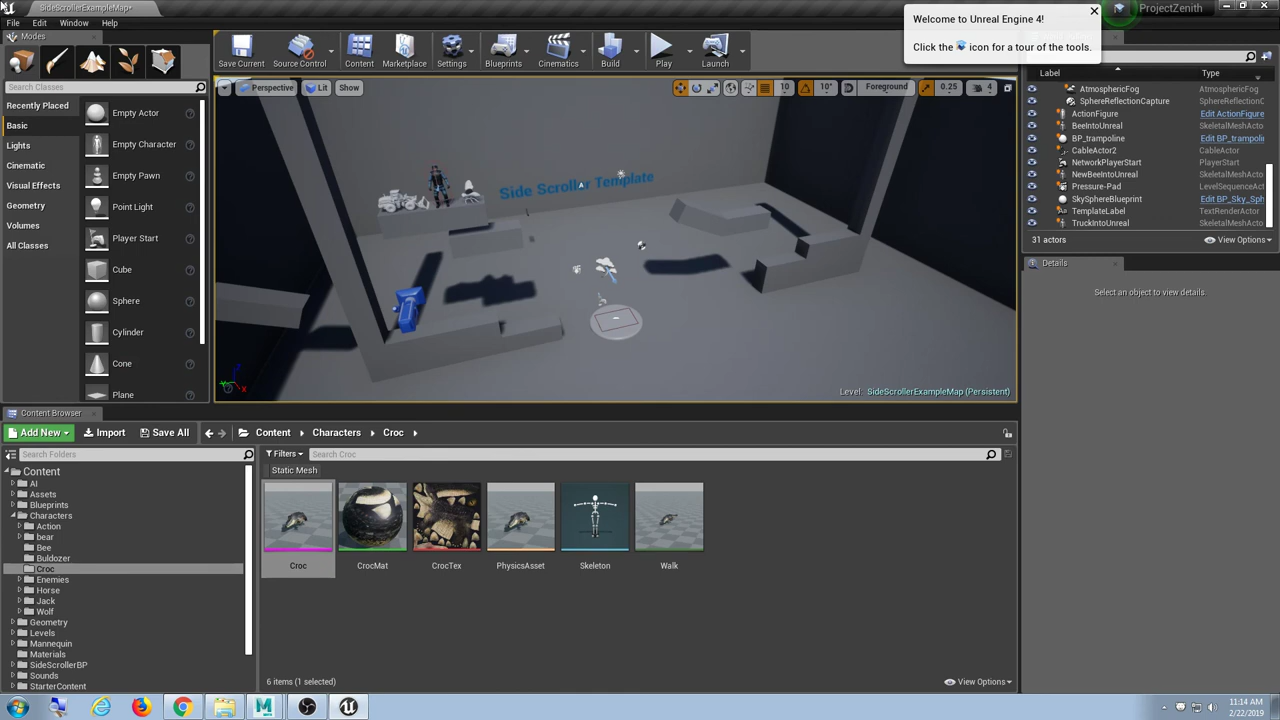 SideScrollerExampleMap*
ProjectZenith
File
Edit
Window
Help
Welcome to Unreal Engine 4!
Click the icon for a tour of the tools.
Modes
Save Current
Source Control
Content
Marketplace
Settings
Blueprints
Cinematics
Build
Play
Launch
Search Classes
Perspective
Lit
Show
10
10°
Foreground
0.25
4
Recently Placed
Basic
Lights
Cinematic
Visual Effects
Geometry
Volumes
All Classes
Empty Actor
Empty Character
Empty Pawn
Point Light
Player Start
Cube
Sphere
Cylinder
Cone
Plane
Side Scroller Template
Level: SideScrollerExampleMap (Persistent)
Label
Type
AtmosphericFog AtmosphericFog
SphereReflectionCapture SphereReflectionC
ActionFigure Edit ActionFigure
BeeIntoUnreal SkeletalMeshActo
BP_trampoline Edit BP_trampoli
CableActor2 CableActor
NetworkPlayerStart PlayerStart
NewBeeIntoUnreal SkeletalMeshActo
Pressure-Pad LevelSequenceAc
SkySphereBlueprint Edit BP_Sky_Sph
TemplateLabel TextRenderActor
TruckIntoUnreal SkeletalMeshActo
31 actors
View Options
Details
Select an object to view details.
Content Browser
Add New
Import
Save All
Content
Characters
Croc
Search Folders
Filters
Search Croc
Static Mesh
Content
AI
Assets
Blueprints
Characters
Action
bear
Bee
Buldozer
Croc
Enemies
Horse
Jack
Wolf
Geometry
Levels
Mannequin
Materials
SideScrollerBP
Sounds
StarterContent
Croc
CrocMat
CrocTex
PhysicsAsset
Skeleton
Walk
6 items (1 selected)
View Options
11:14 AM
2/22/2019